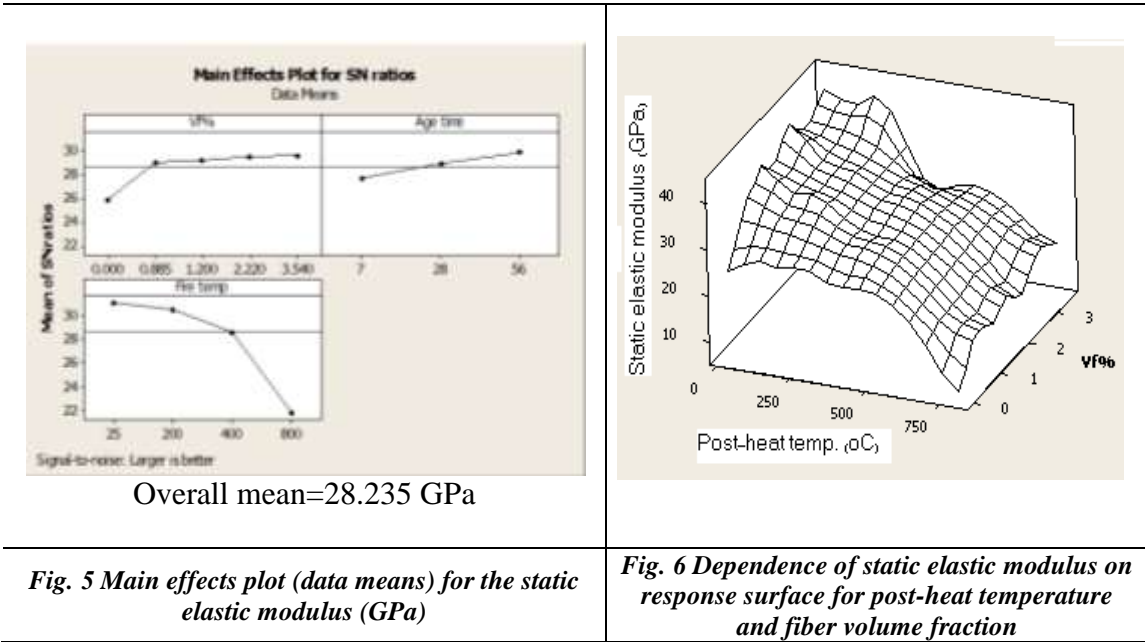 Main Effects Plot for SN ratios
Data Means
Vf% Age time
Mean of SN ratios
30
28
26
24
22
0.000 0.885 1.200 2.220 3.540 7 28 56
Fire temp
30
28
26
24
22
25 200 400 800
Signal-to-noise: Larger is better
Overall mean=28.235 GPa
Static elastic modulus (GPa)
40
30
20
10
0 250 500 750
Post-heat temp. (oC)
0 1 2 3
Vf%
Fig. 5 Main effects plot (data means) for the static
elastic modulus (GPa)
Fig. 6 Dependence of static elastic modulus on
response surface for post-heat temperature
and fiber volume fraction